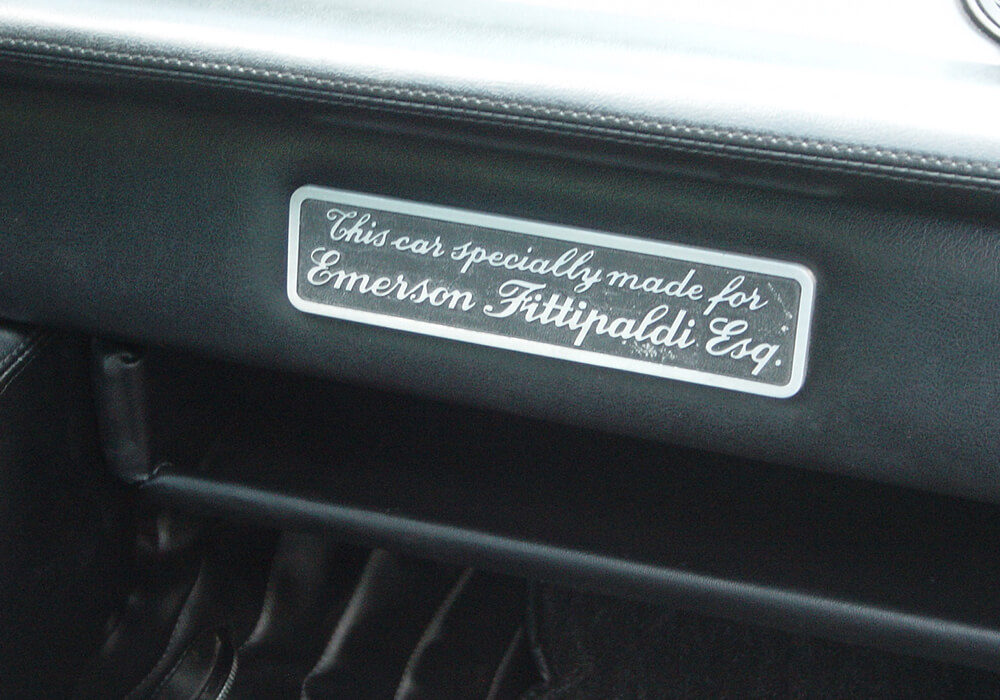 This car specially made for
Emerson Fittipaldi Esq.